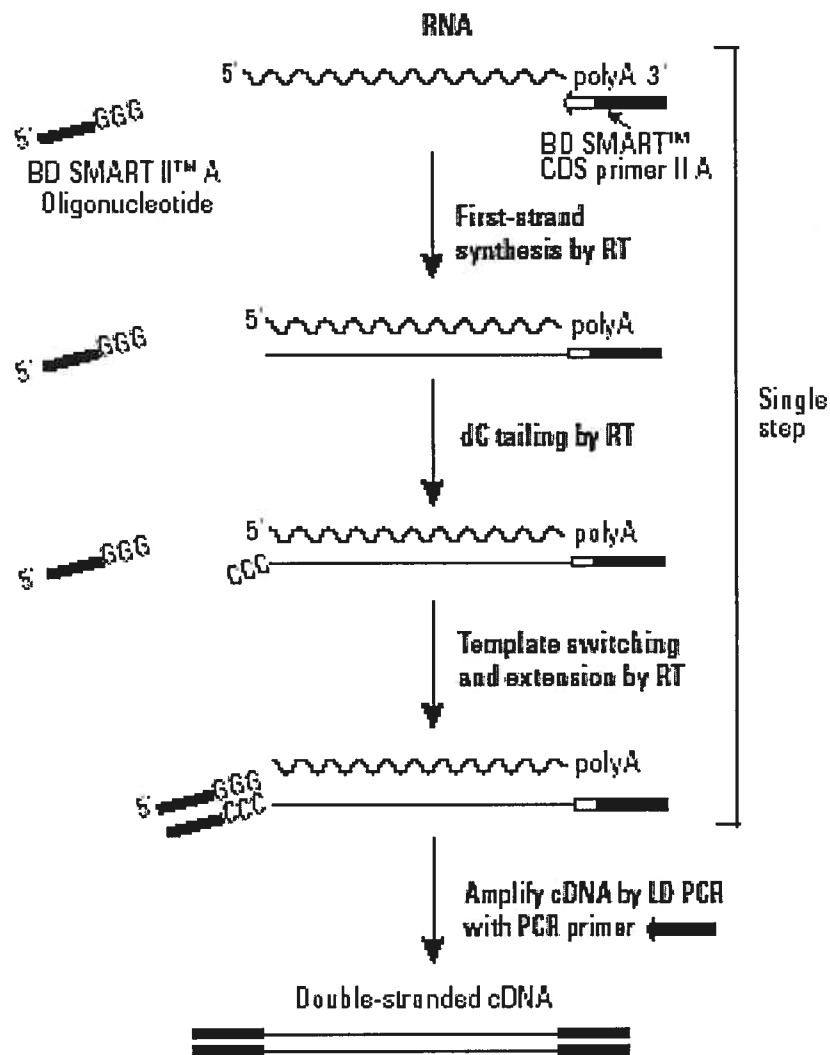 RNA
5' polyA 3'
5' GGG
BD SMART II™ A
Oligonucleotide
BD SMART™
CDS primer II A
First-strand
synthesis by RT
5' polyA
5' GGG
dC tailing by RT
5' polyA
5' GGG
CCC
Template switching
and extension by RT
polyA
5' GGG
CCC
Single
step
Amplify cDNA by LD PCR
with PCR primer
Double-stranded cDNA